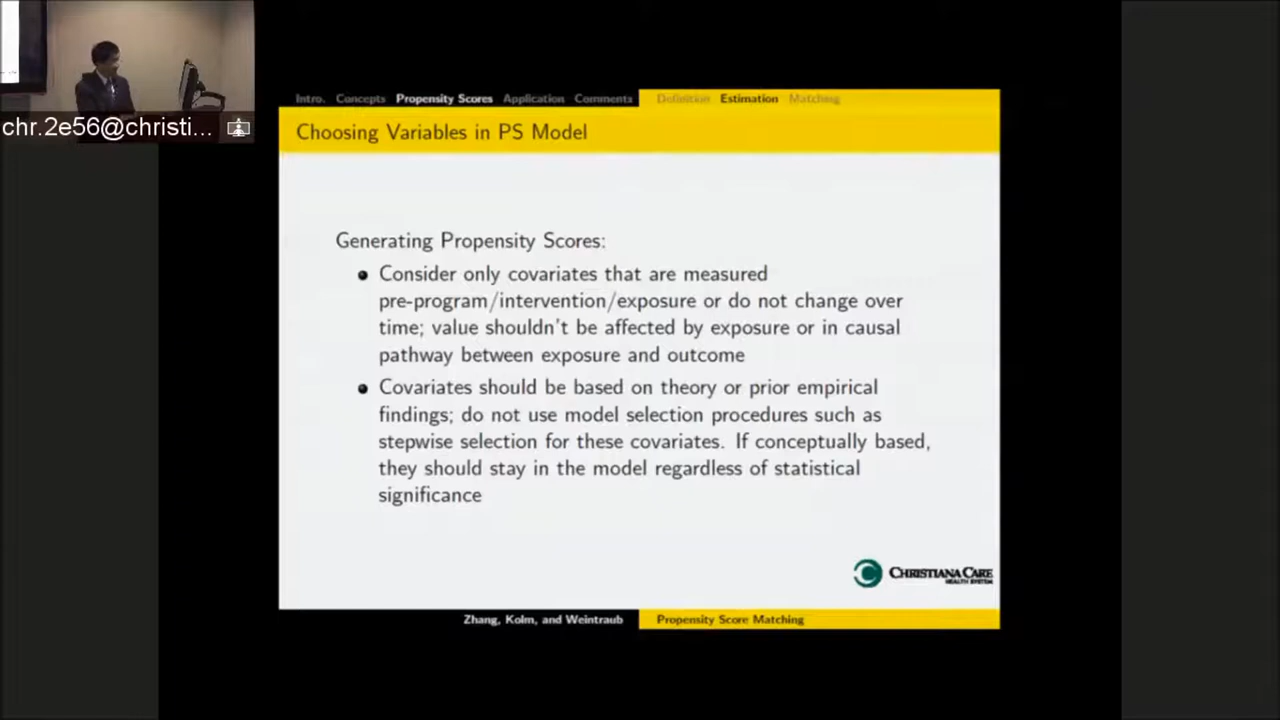 chr.2e56@christi...
Intro. Concepts Propensity Scores Application Comments Definition Estimation Matching
Choosing Variables in PS Model
Generating Propensity Scores:
Consider only covariates that are measured
pre-program/intervention/exposure or do not change over
time; value shouldn't be affected by exposure or in causal
pathway between exposure and outcome
Covariates should be based on theory or prior empirical
findings; do not use model selection procedures such as
stepwise selection for these covariates. If conceptually based,
they should stay in the model regardless of statistical
significance
CHRISTIANA CARE
HEALTH SYSTEM
Zhang, Kolm, and Weintraub Propensity Score Matching